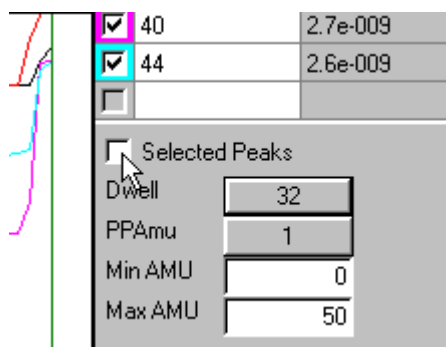 40 2.7e-009
44 2.6e-009
Selected Peaks
Dwell 32
PPAmu 1
Min AMU 0
Max AMU 50